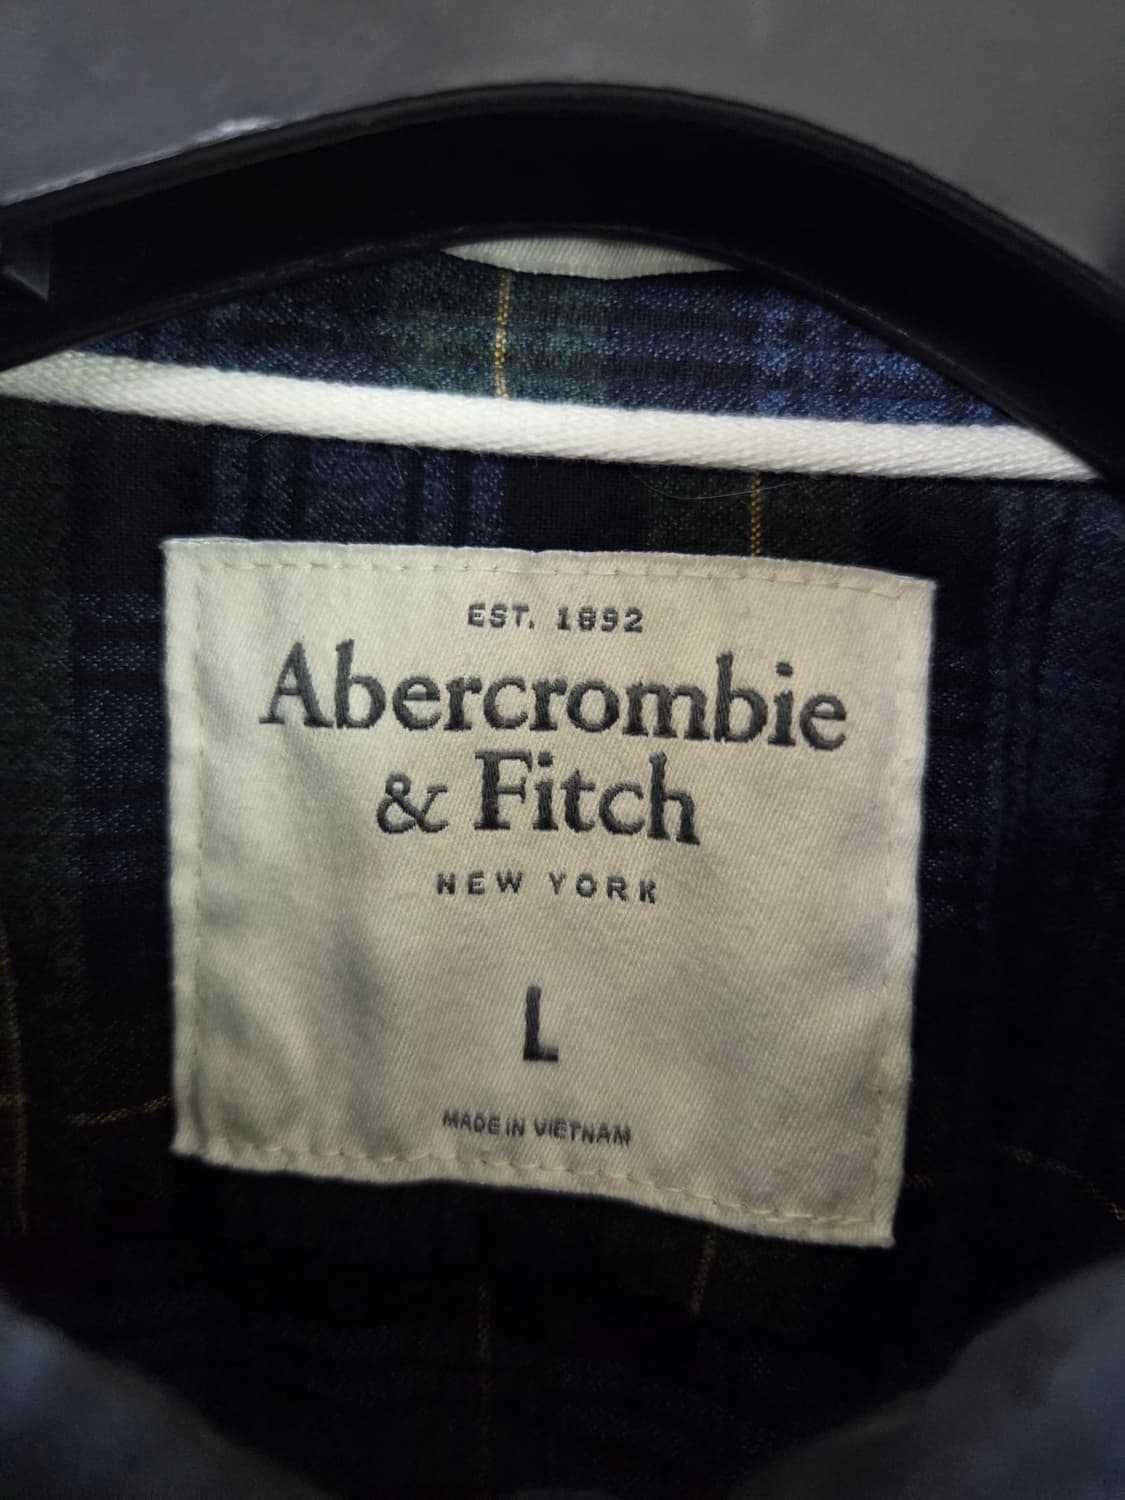 EST. 1892
Abercrombie
& Fitch
NEW YORK
L
MADE IN VIETNAM